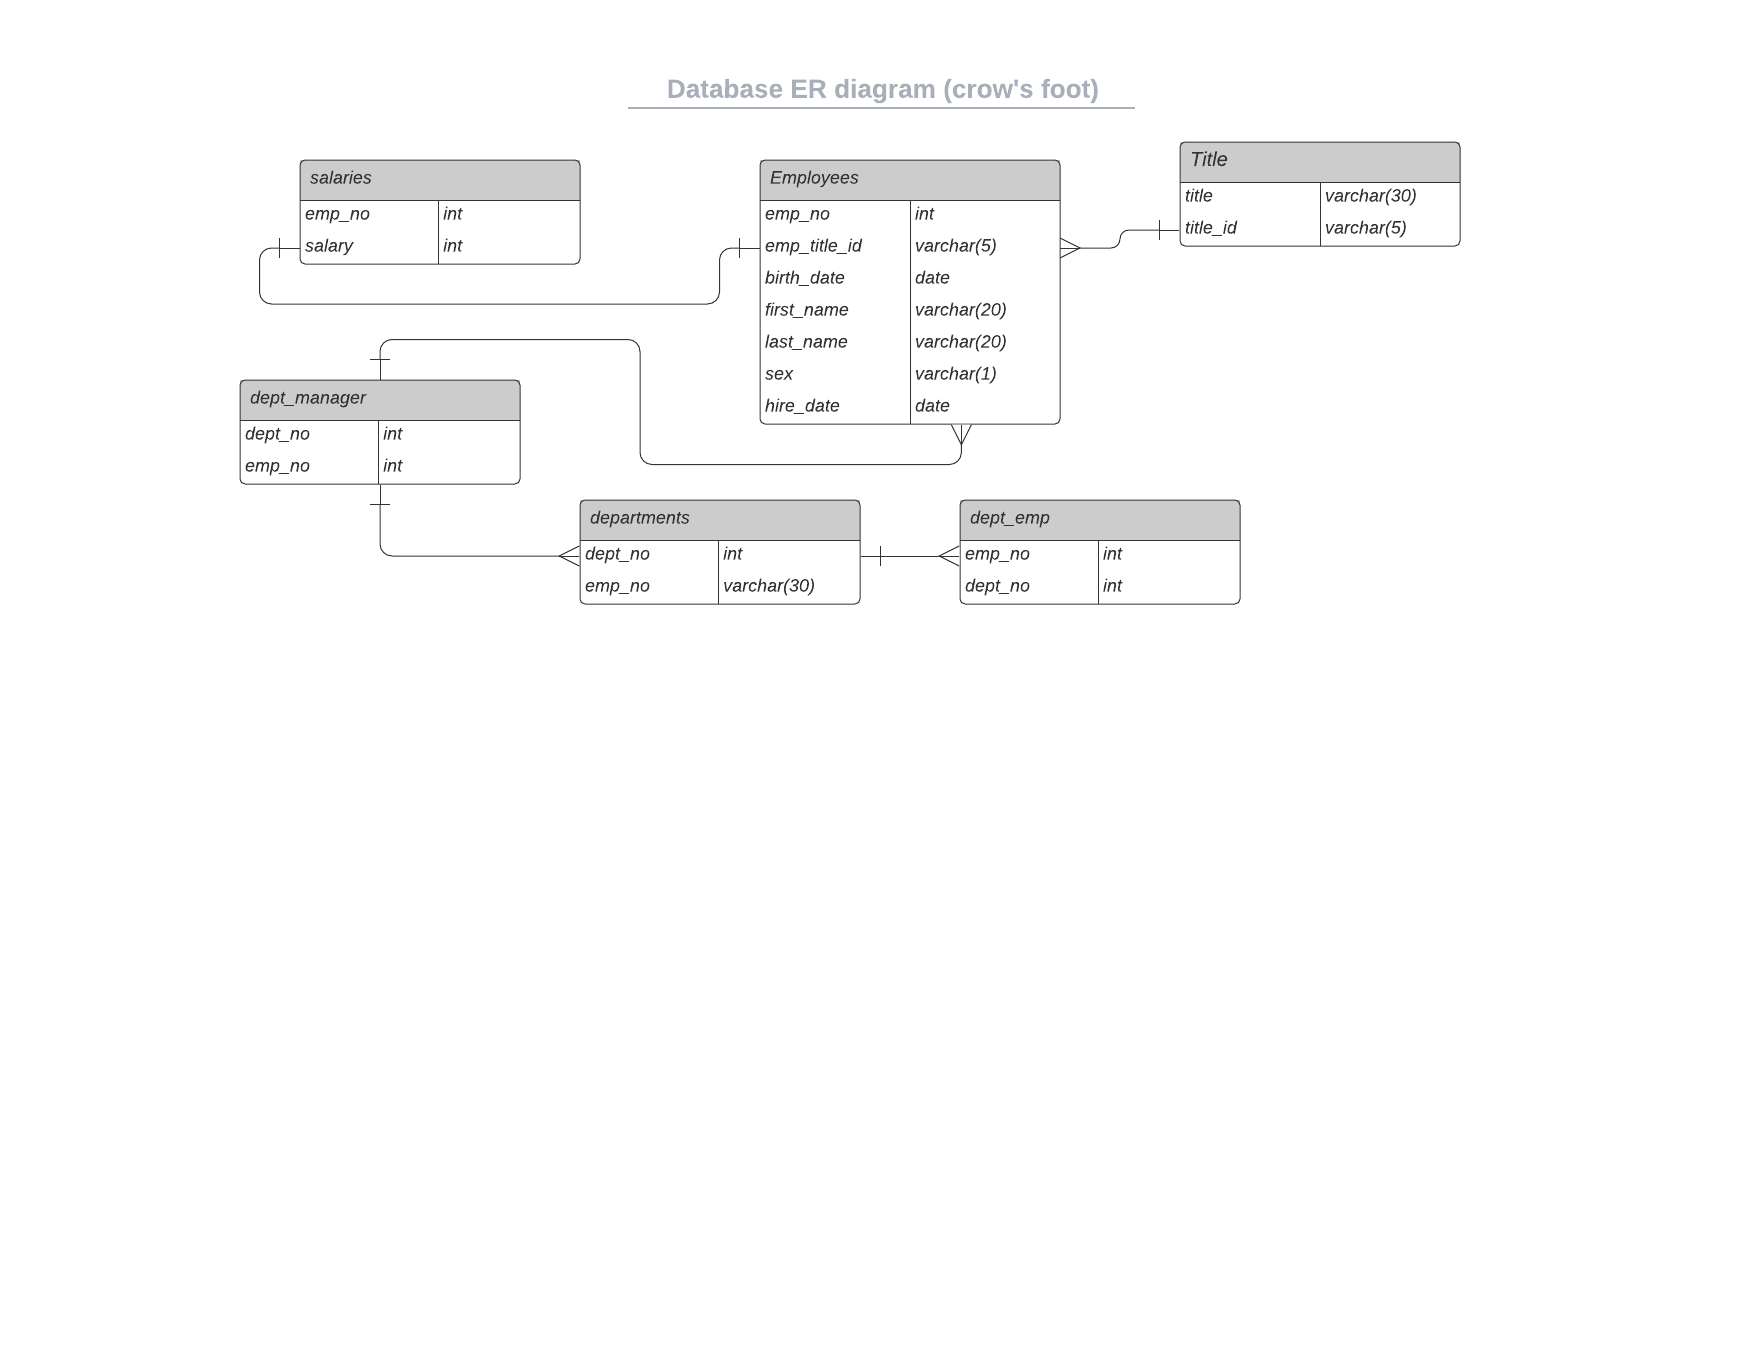 Database ER diagram (crow's foot)
salaries
emp_no int
salary int
Employees
emp_no int
emp_title_id varchar(5)
birth_date date
first_name varchar(20)
last_name varchar(20)
sex varchar(1)
hire_date date
Title
title varchar(30)
title_id varchar(5)
dept_manager
dept_no int
emp_no int
departments
dept_no int
emp_no varchar(30)
dept_emp
emp_no int
dept_no int